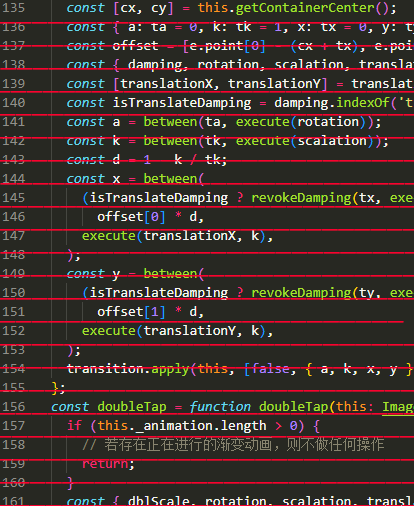 135 const [cx, cy] = this.getContainerCenter();
136 const { a: ta = 0, k: tk = 1, x: tx = 0, y: t
137 const offset = [e.point[0] - (cx + tx), e.poin
138 const { damping, rotation, scalation, translat
139 const [translationX, translationY] = translat
140 const isTranslateDamping = damping.indexOf('t
141 const a = between(ta, execute(rotation));
142 const k = between(tk, execute(scalation));
143 const d = 1 - k / tk;
144 const x = between(
145 (isTranslateDamping ? revokeDamping(tx, exe
146 offset[0] * d,
147 execute(translationX, k),
148 );
149 const y = between(
150 (isTranslateDamping ? revokeDamping(ty, exe
151 offset[1] * d,
152 execute(translationY, k),
153 );
154 transition.apply(this, [false, { a, k, x, y }
155 };
156 const doubleTap = function doubleTap(this: Imag
157 if (this._animation.length > 0) {
158 // 若存在正在进行的渐变动画，则不做任何操作
159 return;
160 }
161 const { dblScale, rotation, scalation, transl